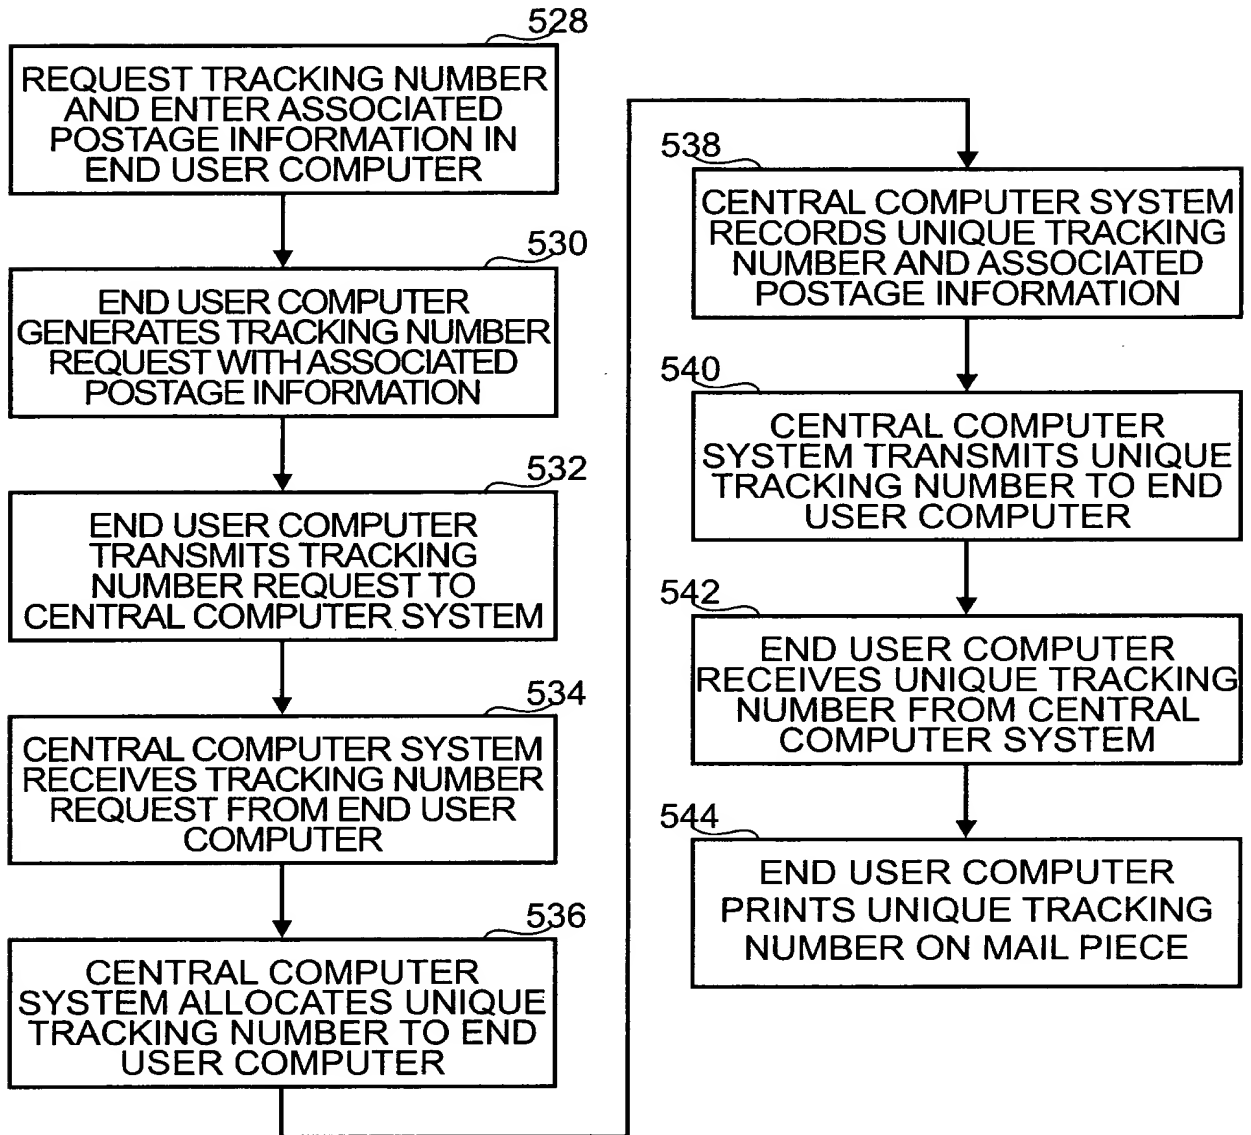 528
REQUEST TRACKING NUMBER
AND ENTER ASSOCIATED
POSTAGE INFORMATION IN
END USER COMPUTER
530
END USER COMPUTER
GENERATES TRACKING NUMBER
REQUEST WITH ASSOCIATED
POSTAGE INFORMATION
532
END USER COMPUTER
TRANSMITS TRACKING
NUMBER REQUEST TO
CENTRAL COMPUTER SYSTEM
534
CENTRAL COMPUTER SYSTEM
RECEIVES TRACKING NUMBER
REQUEST FROM END USER
COMPUTER
536
CENTRAL COMPUTER
SYSTEM ALLOCATES UNIQUE
TRACKING NUMBER TO END
USER COMPUTER
538
CENTRAL COMPUTER SYSTEM
RECORDS UNIQUE TRACKING
NUMBER AND ASSOCIATED
POSTAGE INFORMATION
540
CENTRAL COMPUTER
SYSTEM TRANSMITS UNIQUE
TRACKING NUMBER TO END
USER COMPUTER
542
END USER COMPUTER
RECEIVES UNIQUE TRACKING
NUMBER FROM CENTRAL
COMPUTER SYSTEM
544
END USER COMPUTER
PRINTS UNIQUE TRACKING
NUMBER ON MAIL PIECE